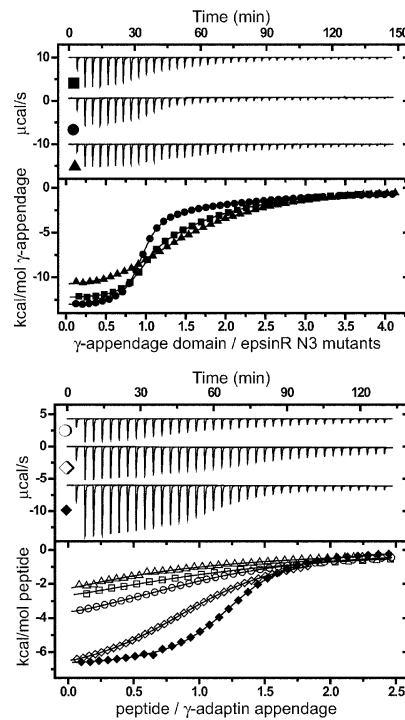 Time (min)
0 30 60 90 120 150
10
0
-10
μcal/s
0
-5
-10
kcal/mol γ-appendage
0.0 0.5 1.0 1.5 2.0 2.5 3.0 3.5 4.0
γ-appendage domain / epsinR N3 mutants
Time (min)
0 30 60 90 120
5
0
-5
-10
μcal/s
0
-2
-4
-6
kcal/mol peptide
0.0 0.5 1.0 1.5 2.0 2.5
peptide / γ-adaptin appendage